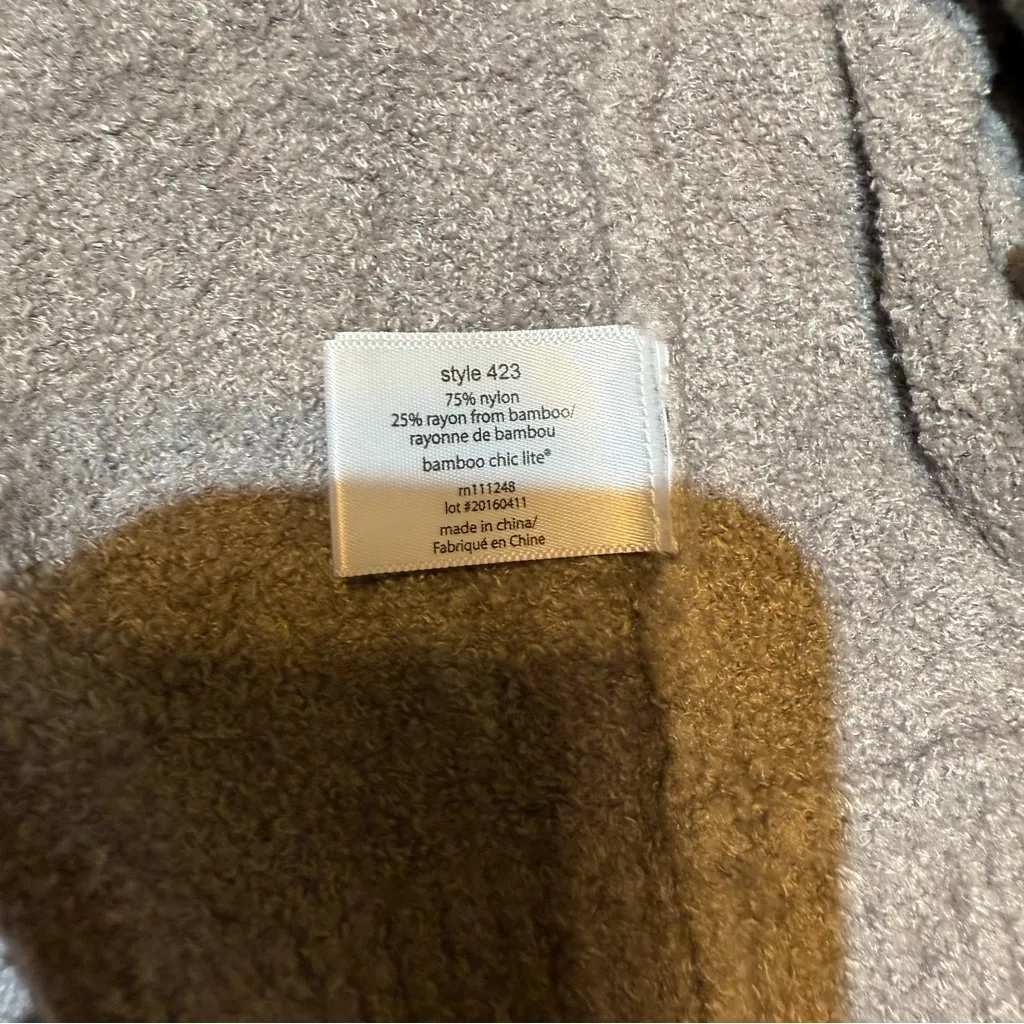 style 423
75% nylon
25% rayon from bamboo/
rayonne de bambou
bamboo chic lite®
rn111248
lot #20160411
made in china/
Fabriqué en Chine